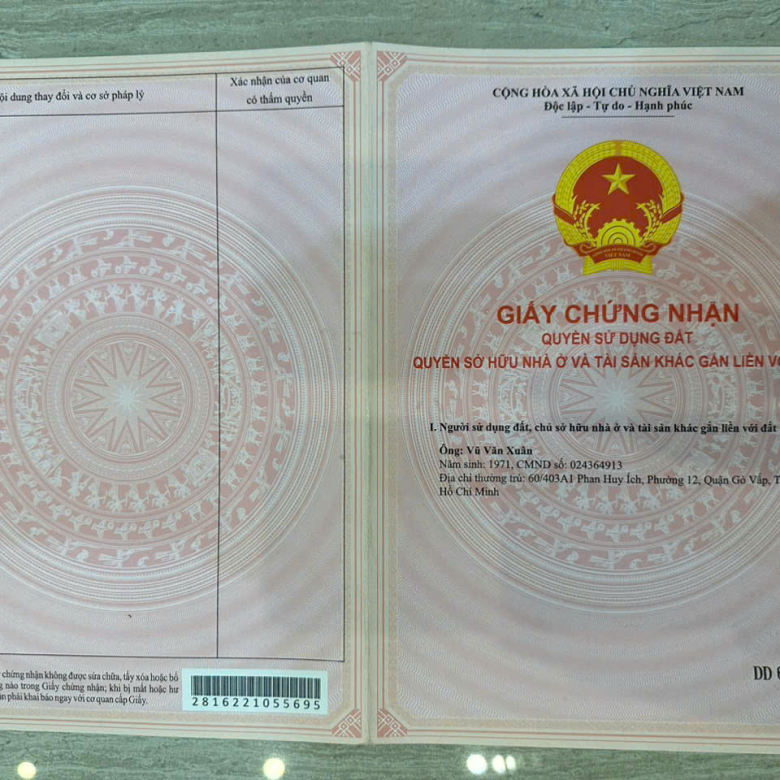 ội dung thay đổi và cơ sở pháp lý
Xác nhận của cơ quan
có thẩm quyền
chứng nhận không được sửa chữa, tẩy xóa hoặc bổ
g nào trong Giấy chứng nhận; khi bị mất hoặc hư
ần phải khai báo ngay với cơ quan cấp Giấy.
2816221055695
CỘNG HÒA XÃ HỘI CHỦ NGHĨA VIỆT NAM
Độc lập - Tự do - Hạnh phúc
VIỆT NAM
GIẤY CHỨNG NHẬN
QUYỀN SỬ DỤNG ĐẤT
QUYỀN SỞ HỮU NHÀ Ở VÀ TÀI SẢN KHÁC GẮN LIỀN VỚ
I. Người sử dụng đất, chủ sở hữu nhà ở và tài sản khác gắn liền với đất
Ông: Vũ Văn Xuân
Năm sinh: 1971, CMND số: 024364913
Địa chỉ thường trú: 60/403A1 Phan Huy Ích, Phường 12, Quận Gò Vấp, T
Hồ Chí Minh
DD